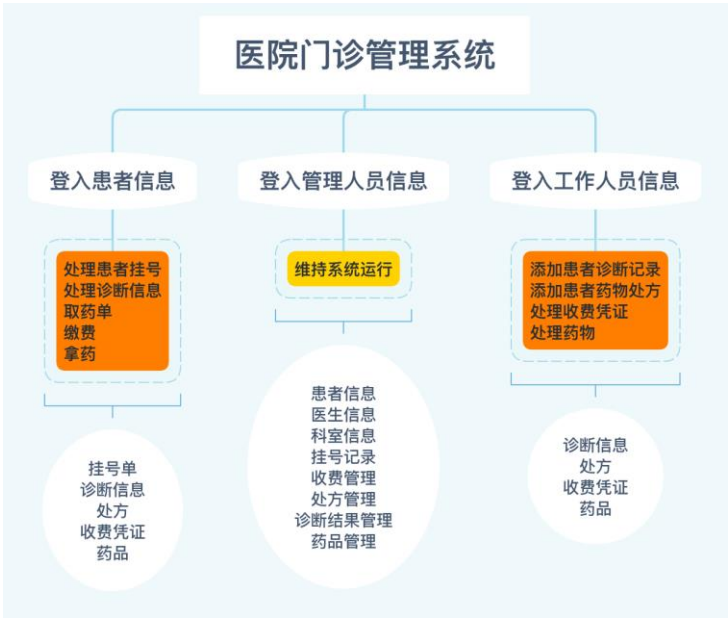 医院门诊管理系统
登入患者信息
处理患者挂号
处理诊断信息
取药单
缴费
拿药
挂号单
诊断信息
处方
收费凭证
药品
登入管理人员信息
维持系统运行
患者信息
医生信息
科室信息
挂号记录
收费管理
处方管理
诊断结果管理
药品管理
登入工作人员信息
添加患者诊断记录
添加患者药物处方
处理收费凭证
处理药物
诊断信息
处方
收费凭证
药品